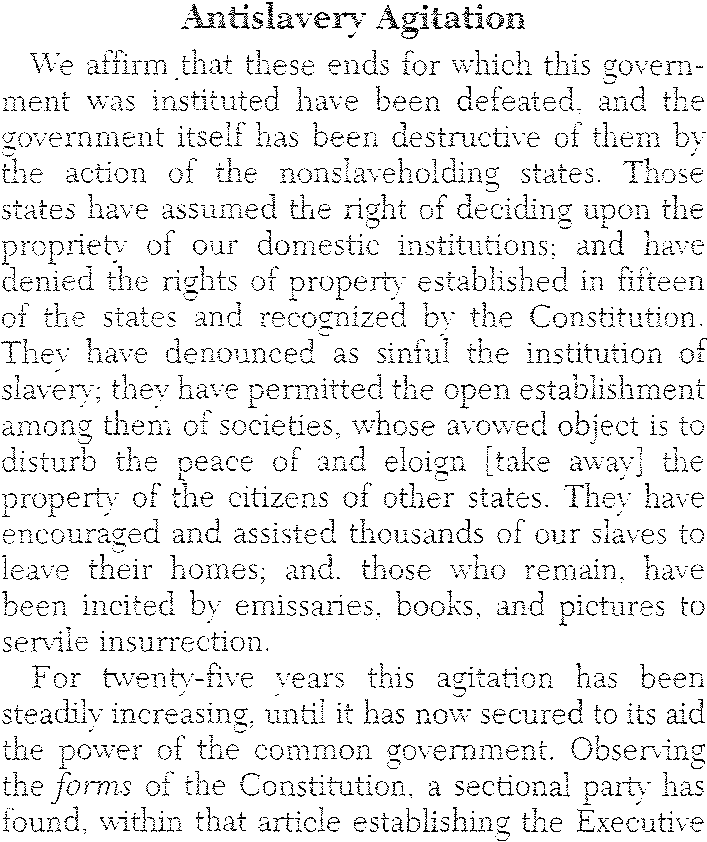 Antislavery Agitation
We affirm that these ends for which this govern-
ment was instituted have been defeated, and the
government itself has been destructive of them by
the action of the nonslaveholding states. Those
states have assumed the right of deciding upon the
propriety of our domestic institutions; and have
denied the rights of property established in fifteen
of the states and recognized by the Constitution.
They have denounced as sinful the institution of
slavery; they have permitted the open establishment
among them of societies, whose avowed object is to
disturb the peace of and eloign [take away] the
property of the citizens of other states. They have
encouraged and assisted thousands of our slaves to
leave their homes; and, those who remain, have
been incited by emissaries, books, and pictures to
servile insurrection.
For twenty-five years this agitation has been
steadily increasing, until it has now secured to its aid
the power of the common government. Observing
the forms of the Constitution, a sectional party has
found, within that article establishing the Executive